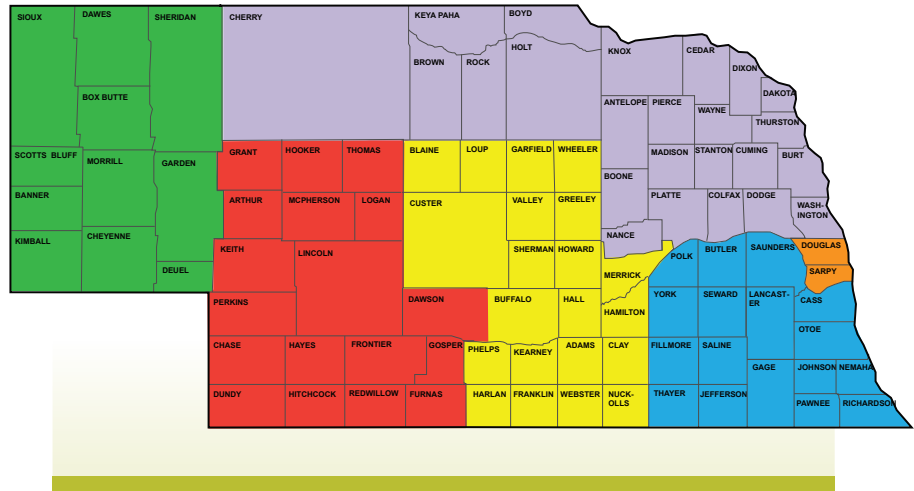 SIOUX
DAWES
SHERIDAN
CHERRY
KEYA PAHA
BOYD
HOLT
BROWN
ROCK
KNOX
CEDAR
DIXON
DAKOTA
BOX BUTTE
ANTELOPE
PIERCE
WAYNE
THURSTON
SCOTTS BLUFF
MORRILL
GARDEN
GRANT
HOOKER
THOMAS
BLAINE
LOUP
GARFIELD
WHEELER
BOONE
MADISON
STANTON
CUMING
BURT
BANNER
ARTHUR
MCPHERSON
LOGAN
CUSTER
VALLEY
GREELEY
PLATTE
COLFAX
DODGE
WASH-
INGTON
KIMBALL
CHEYENNE
DEUEL
KEITH
LINCOLN
SHERMAN
HOWARD
NANCE
MERRICK
POLK
BUTLER
SAUNDERS
DOUGLAS
SARPY
PERKINS
DAWSON
BUFFALO
HALL
HAMILTON
YORK
SEWARD
LANCAST-
ER
CASS
OTOE
CHASE
HAYES
FRONTIER
GOSPER
PHELPS
KEARNEY
ADAMS
CLAY
FILLMORE
SALINE
GAGE
JOHNSON
NEMAHA
DUNDY
HITCHCOCK
REDWILLOW
FURNAS
HARLAN
FRANKLIN
WEBSTER
NUCK-
OLLS
THAYER
JEFFERSON
PAWNEE
RICHARDSON